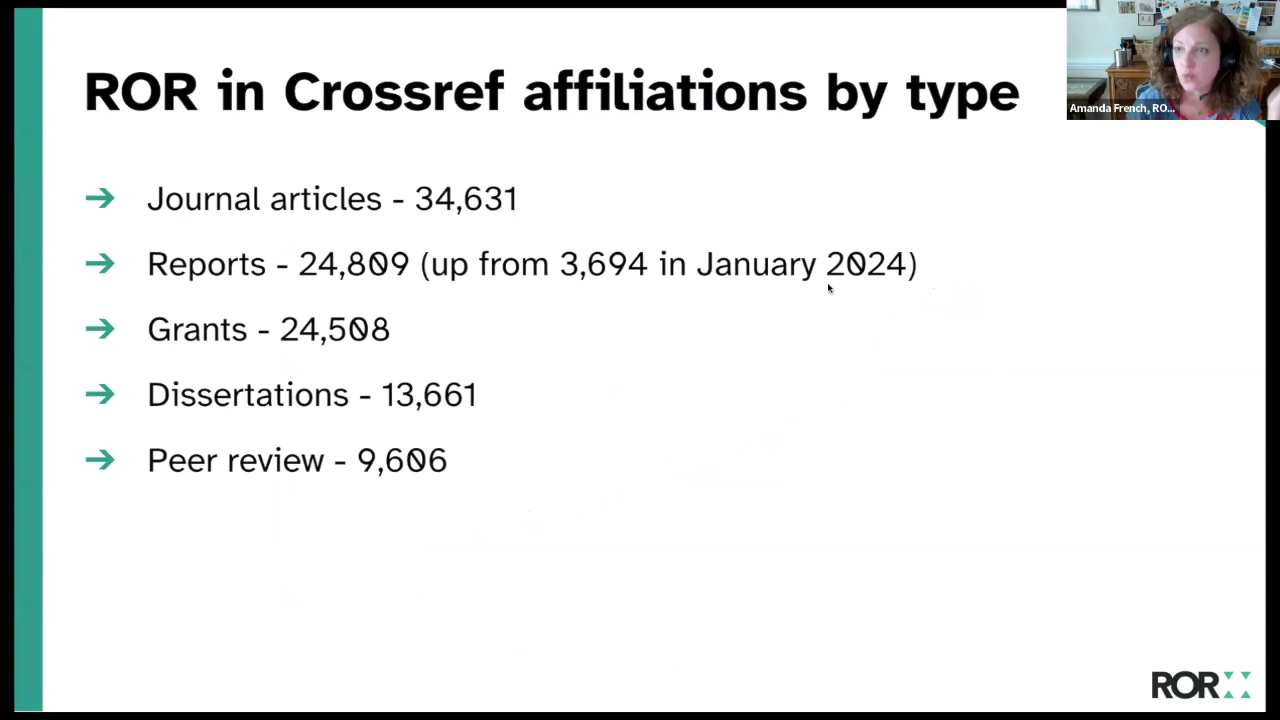 ROR in Crossref affiliations by type
Amanda French, RO...
➔ Journal articles - 34,631
➔ Reports - 24,809 (up from 3,694 in January 2024)
➔ Grants - 24,508
➔ Dissertations - 13,661
➔ Peer review - 9,606
ROR